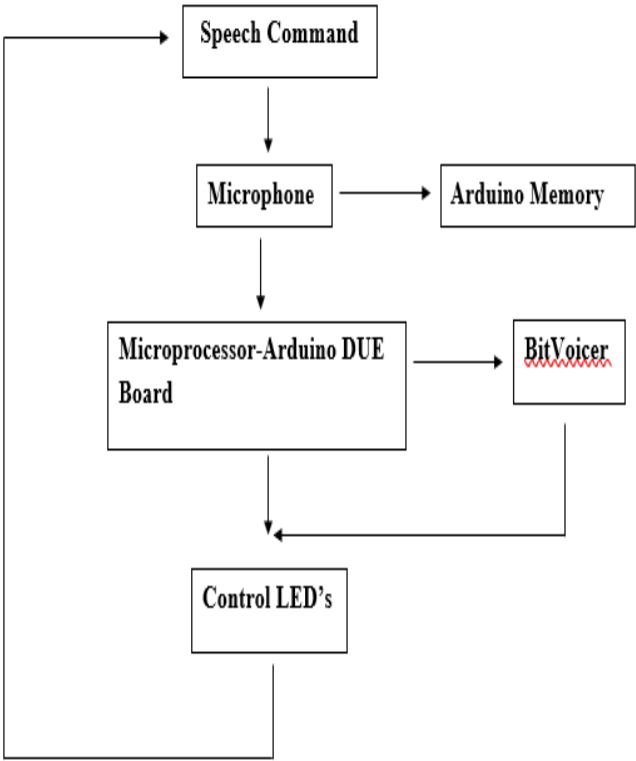 Speech Command
Microphone
Arduino Memory
Microprocessor-Arduino DUE
Board
BitVoicer
Control LED’s